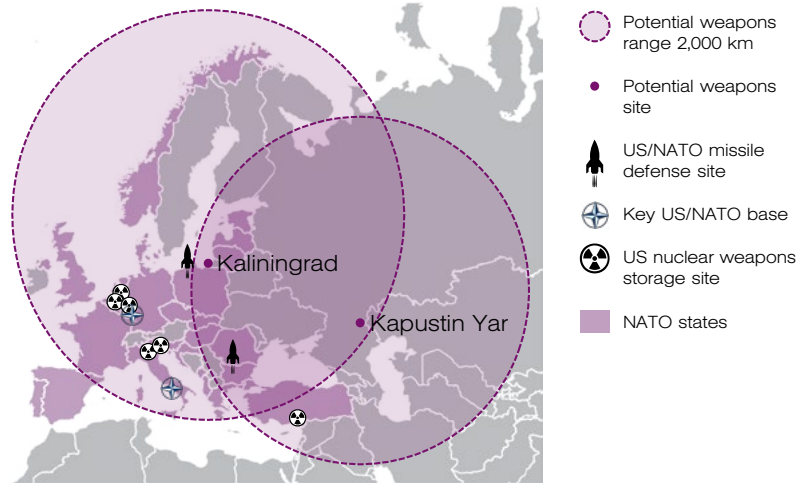 Potential weapons
range 2,000 km
Potential weapons
site
US/NATO missile
defense site
Key US/NATO base
US nuclear weapons
storage site
NATO states
Kaliningrad
Kapustin Yar